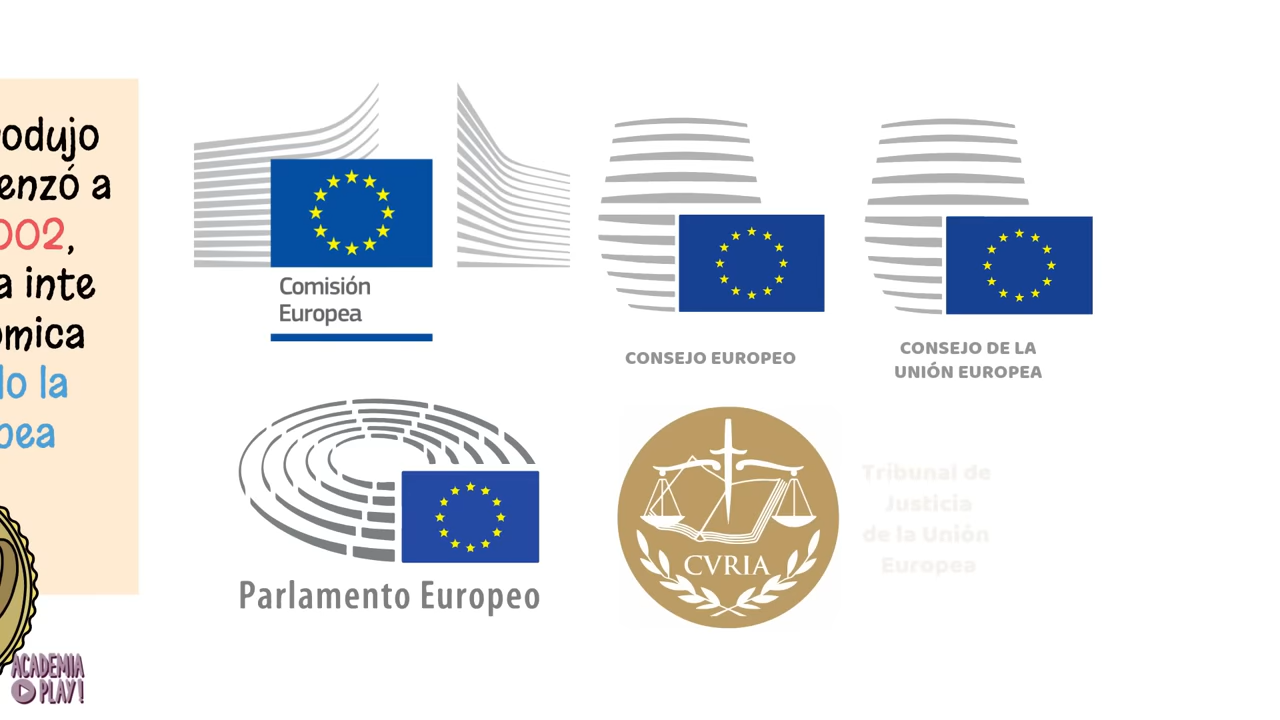 rodujo
enzó a
002,
a inte
ómica
do la
pea
Comisión
Europea
CONSEJO EUROPEO
CONSEJO DE LA
UNIÓN EUROPEA
Parlamento Europeo
CVRIA
Tribunal de
Justicia
de la Unión
Europea
ACADEMIA
PLAY!